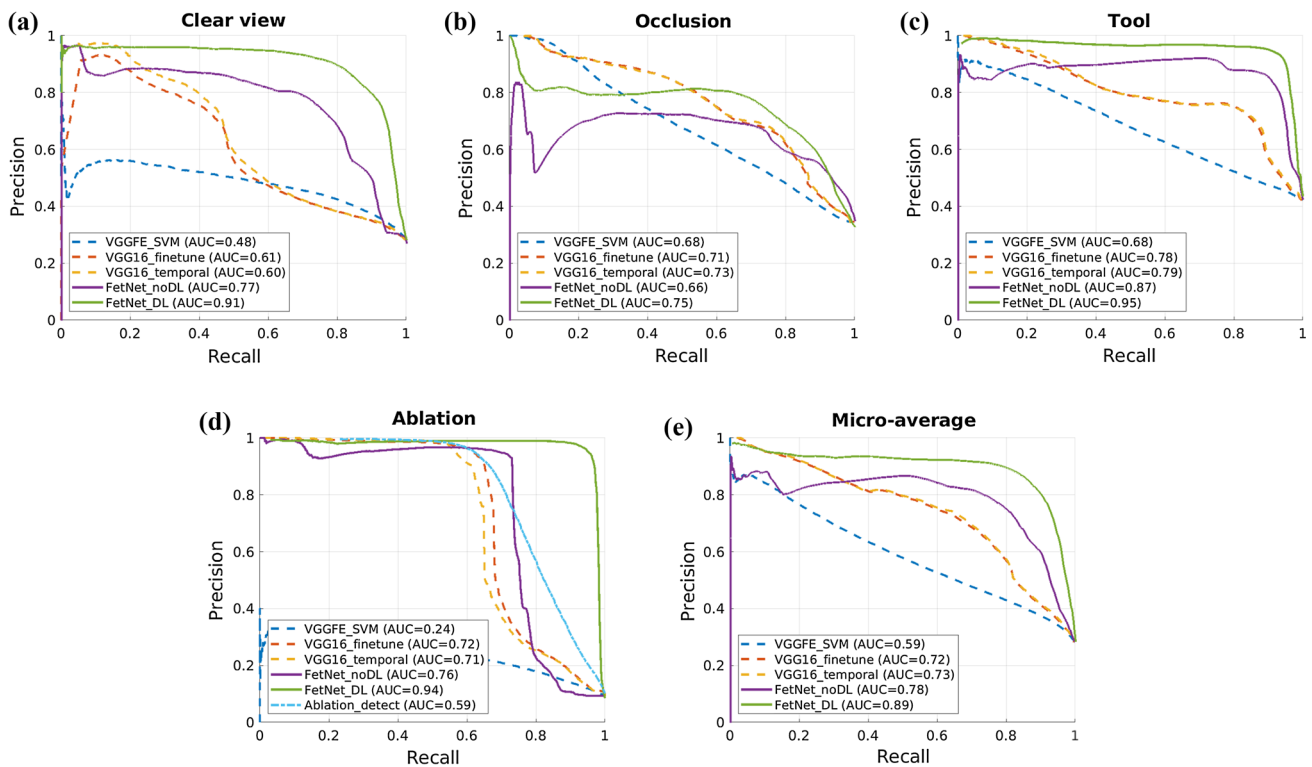 (a) Clear view
Precision
1
0.8
0.6
0.4
0.2
0
VGGFE_SVM (AUC=0.48)
VGG16_finetune (AUC=0.61)
VGG16_temporal (AUC=0.60)
FetNet_noDL (AUC=0.77)
FetNet_DL (AUC=0.91)
0 0.2 0.4 0.6 0.8 1
Recall
(b) Occlusion
Precision
1
0.8
0.6
0.4
0.2
0
VGGFE_SVM (AUC=0.68)
VGG16_finetune (AUC=0.71)
VGG16_temporal (AUC=0.73)
FetNet_noDL (AUC=0.66)
FetNet_DL (AUC=0.75)
0 0.2 0.4 0.6 0.8 1
Recall
(c) Tool
Precision
1
0.8
0.6
0.4
0.2
0
VGGFE_SVM (AUC=0.68)
VGG16_finetune (AUC=0.78)
VGG16_temporal (AUC=0.79)
FetNet_noDL (AUC=0.87)
FetNet_DL (AUC=0.95)
0 0.2 0.4 0.6 0.8 1
Recall
(d) Ablation
Precision
1
0.8
0.6
0.4
0.2
0
VGGFE_SVM (AUC=0.24)
VGG16_finetune (AUC=0.72)
VGG16_temporal (AUC=0.71)
FetNet_noDL (AUC=0.76)
FetNet_DL (AUC=0.94)
Ablation_detect (AUC=0.59)
0 0.2 0.4 0.6 0.8 1
Recall
(e) Micro-average
Precision
1
0.8
0.6
0.4
0.2
0
VGGFE_SVM (AUC=0.59)
VGG16_finetune (AUC=0.72)
VGG16_temporal (AUC=0.73)
FetNet_noDL (AUC=0.78)
FetNet_DL (AUC=0.89)
0 0.2 0.4 0.6 0.8 1
Recall